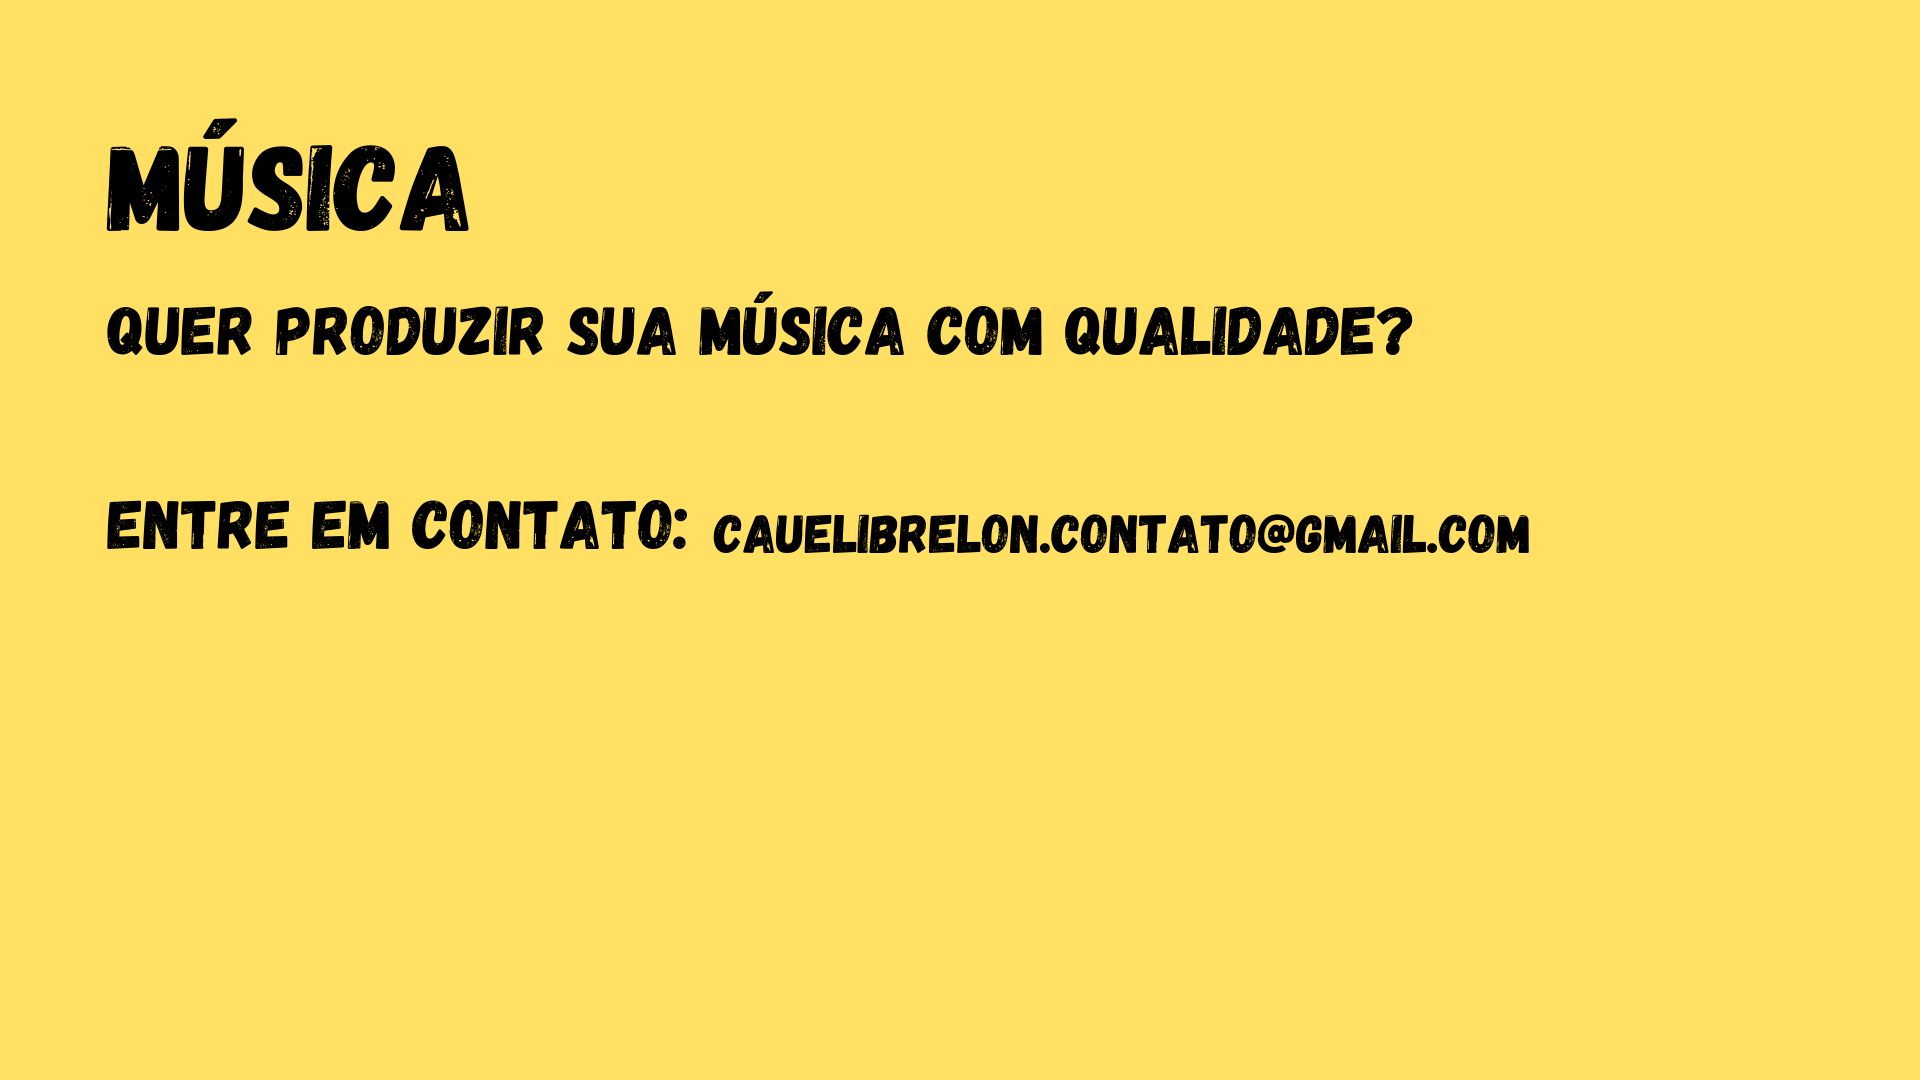 MÚSICA
QUER PRODUZIR SUA MÚSICA COM QUALIDADE?
ENTRE EM CONTATO: CAUELIBRELON.CONTATO@GMAIL.COM